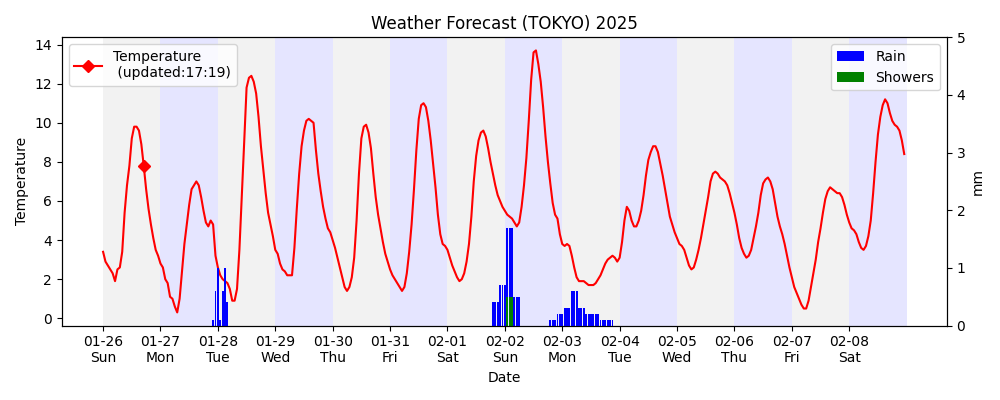 Weather Forecast (TOKYO) 2025
Temperature
(updated:17:19)
Rain
Showers
Temperature
14
12
10
8
6
4
2
0
5
4
3
2
1
0
mm
01-26 01-27 01-28 01-29 01-30 01-31 02-01 02-02 02-03 02-04 02-05 02-06 02-07 02-08
Sun Mon Tue Wed Thu Fri Sat Sun Mon Tue Wed Thu Fri Sat
Date